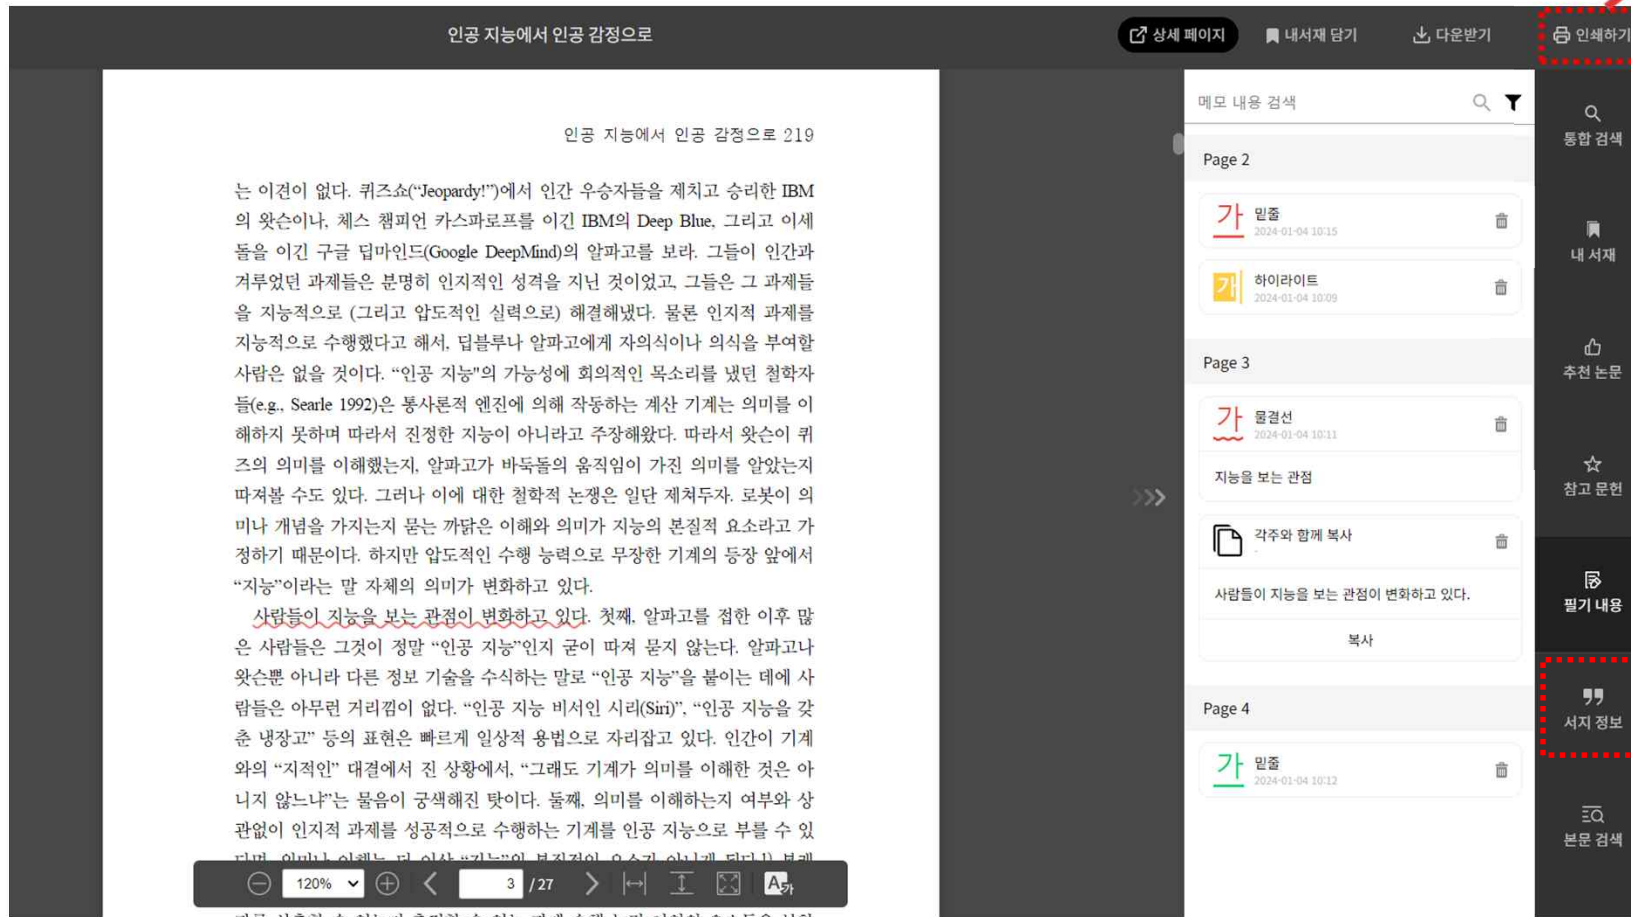 인공 지능에서 인공 감정으로
상세 페이지
내서재 담기
다운받기
인쇄하기
인공 지능에서 인공 감정으로 219
는 이견이 없다. 퀴즈쇼(“Jeopardy!”)에서 인간 우승자들을 제치고 승리한 IBM
의 왓슨이나, 체스 챔피언 카스파로프를 이긴 IBM의 Deep Blue, 그리고 이세
돌을 이긴 구글 딥마인드(Google DeepMind)의 알파고를 보라. 그들이 인간과
겨루었던 과제들은 분명히 인지적인 성격을 지닌 것이었고, 그들은 그 과제들
을 지능적으로 (그리고 압도적인 실력으로) 해결해냈다. 물론 인지적 과제를
지능적으로 수행했다고 해서, 딥블루나 알파고에게 자의식이나 의식을 부여할
사람은 없을 것이다. “인공 지능"의 가능성에 회의적인 목소리를 냈던 철학자
들(e.g., Searle 1992)은 통사론적 엔진에 의해 작동하는 계산 기계는 의미를 이
해하지 못하며 따라서 진정한 지능이 아니라고 주장해왔다. 따라서 왓슨이 퀴
즈의 의미를 이해했는지, 알파고가 바둑돌의 움직임이 가진 의미를 알았는지
따져볼 수도 있다. 그러나 이에 대한 철학적 논쟁은 일단 제쳐두자. 로봇이 의
미나 개념을 가지는지 묻는 까닭은 이해와 의미가 지능의 본질적 요소라고 가
정하기 때문이다. 하지만 압도적인 수행 능력으로 무장한 기계의 등장 앞에서
“지능”이라는 말 자체의 의미가 변화하고 있다.
사람들이 지능을 보는 관점이 변화하고 있다. 첫째, 알파고를 접한 이후 많
은 사람들은 그것이 정말 “인공 지능”인지 굳이 따져 묻지 않는다. 알파고나
왓슨뿐 아니라 다른 정보 기술을 수식하는 말로 “인공 지능”을 붙이는 데에 사
람들은 아무런 거리낌이 없다. “인공 지능 비서인 시리(Siri)”, “인공 지능을 갖
춘 냉장고” 등의 표현은 빠르게 일상적 용법으로 자리잡고 있다. 인간이 기계
와의 “지적인” 대결에서 진 상황에서, “그래도 기계가 의미를 이해한 것은 아
니지 않느냐”는 물음이 궁색해진 탓이다. 둘째, 의미를 이해하는지 여부와 상
관없이 인지적 과제를 성공적으로 수행하는 기계를 인공 지능으로 부를 수 있
120%
3 / 27
A가
메모 내용 검색
Page 2
가 밑줄
2024-01-04 10:15
가 하이라이트
2024-01-04 10:09
Page 3
가 물결선
2024-01-04 10:11
지능을 보는 관점
각주와 함께 복사
사람들이 지능을 보는 관점이 변화하고 있다.
복사
Page 4
가 밑줄
2024-01-04 10:12
통합 검색
내 서재
추천 논문
참고 문헌
필기 내용
서지 정보
본문 검색